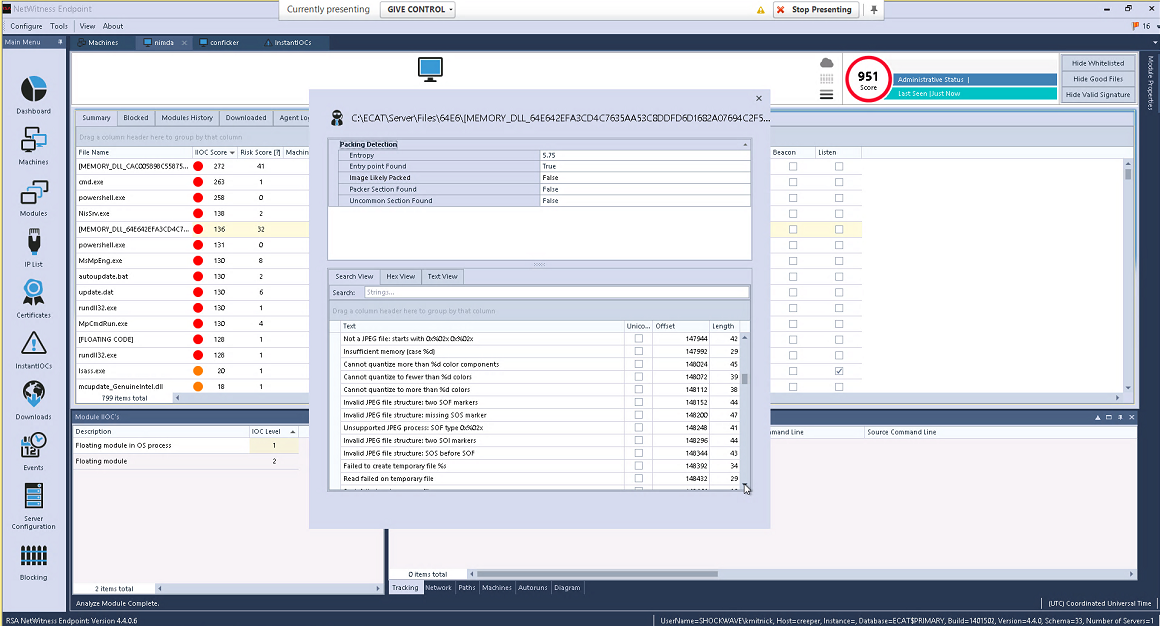 NetWitness Endpoint
Currently presenting
GIVE CONTROL
Stop Presenting
Configure Tools View About
16
Main Menu
Machines
nimda
conficker
InstantIOCs
Dashboard
Machines
Modules
IP List
Certificates
InstantIOCs
Downloads
Events
Server
Configuration
Blocking
951
Score
Administrative Status |
Last Seen |Just Now
Hide Whitelisted
Hide Good Files
Hide Valid Signature
Module Properties
Summary Blocked Modules History Downloaded Agent Log
Drag a column header here to group by that column
File Name IIOC Score Risk Score [?] Machin
[MEMORY_DLL_CAC005898C55875... 272 41
cmd.exe 263 1
powershell.exe 258 0
NisSrv.exe 138 2
[MEMORY_DLL_64E642EFA3CD4C7... 136 32
powershell.exe 131 0
MsMpEng.exe 130 8
autoupdate.bat 130 2
update.dat 130 6
rundll32.exe 130 1
MpCmdRun.exe 130 4
[FLOATING CODE] 128 1
rundll32.exe 128 1
lsass.exe 20 1
mcupdate_GenuineIntel.dll 18 1
799 items total
Beacon Listen
C:\ECAT\Server\Files\64E6\[MEMORY_DLL_64E642EFA3CD4C7635AA53C8DDFD6D1682A07694C2F5...
Packing Detection
Entropy 5.75
Entry point Found True
Image Likely Packed False
Packer Section Found False
Uncommon Section Found False
Search View Hex View Text View
Search: Strings...
Drag a column header here to group by that column
Text Unico... Offset Length
Not a JPEG file: starts with 0x%02x 0x%02x 147944 42
Insufficient memory (case %d) 147992 29
Cannot quantize more than %d color components 148024 45
Cannot quantize to fewer than %d colors 148072 39
Cannot quantize to more than %d colors 148112 38
Invalid JPEG file structure: two SOF markers 148152 44
Invalid JPEG file structure: missing SOS marker 148200 47
Unsupported JPEG process: SOF type 0x%02x 148248 41
Invalid JPEG file structure: two SOI markers 148296 44
Invalid JPEG file structure: SOS before SOF 148344 43
Failed to create temporary file %s 148392 34
Read failed on temporary file 148432 29
Module IIOC's
Description IOC Level
Floating module in OS process 1
Floating module 2
2 items total
mmand Line Source Command Line
0 items total
Tracking Network Paths Machines Autoruns Diagram
Analyze Module Complete.
(UTC) Coordinated Universal Time
RSA NetWitness Endpoint: Version 4.4.0.6
UserName=SHOCKWAVE\kmitnick, Host=creeper, Instance=, Database=ECAT$PRIMARY, Build=1401502, Version=4.4.0, Schema=33, Number of Servers=1